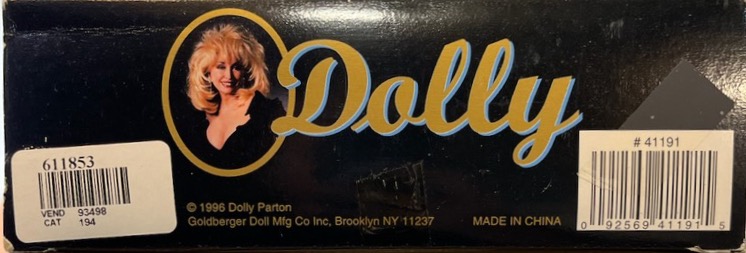 Dolly
611853
VEND 93498
CAT 194
© 1996 Dolly Parton
Goldberger Doll Mfg Co Inc, Brooklyn NY 11237
MADE IN CHINA
# 41191
0 92569 41191 5